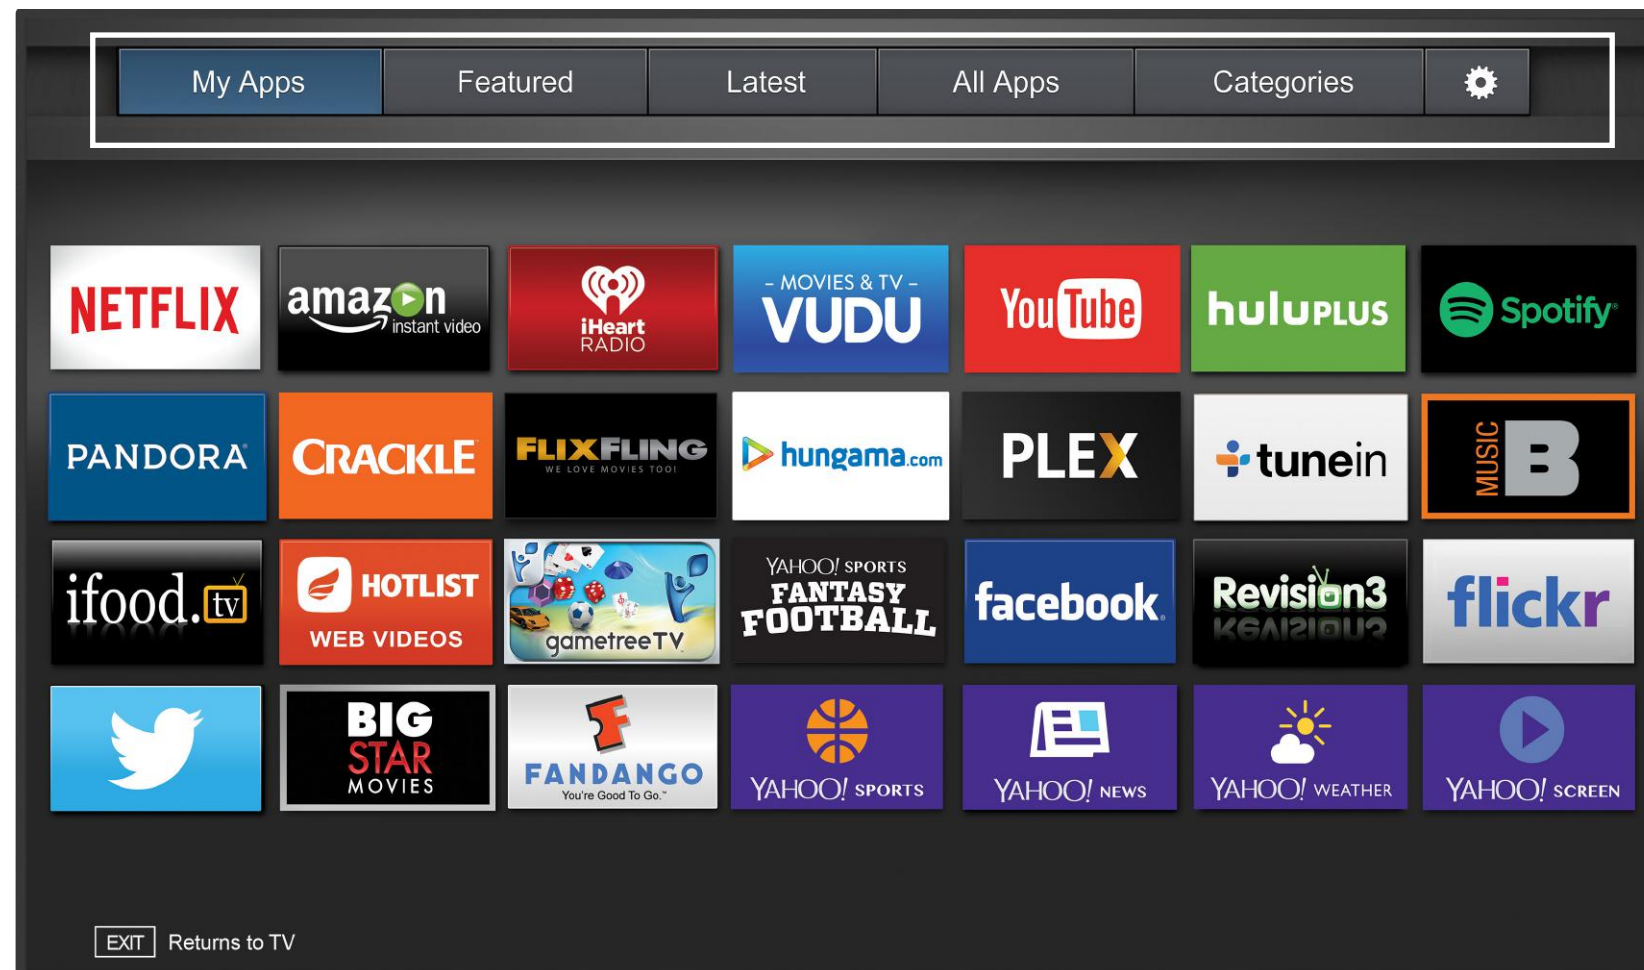 My Apps Featured Latest All Apps Categories
NETFLIX
amazon
instant video
iHeart
RADIO
- MOVIES & TV -
VUDU
YouTube
huluPLUS
Spotify®
PANDORA®
CRACKLE
FLIXFLING
WE LOVE MOVIES TOO!
hungama.com
PLEX
tunein
MUSIC B
ifood.tv
HOTLIST
WEB VIDEOS
gametreeTV
YAHOO! SPORTS
FANTASY
FOOTBALL
facebook
Revision3
flickr
BIG
STAR
MOVIES
FANDANGO
You're Good To Go.™
YAHOO! SPORTS
YAHOO! NEWS
YAHOO! WEATHER
YAHOO! SCREEN
EXIT Returns to TV